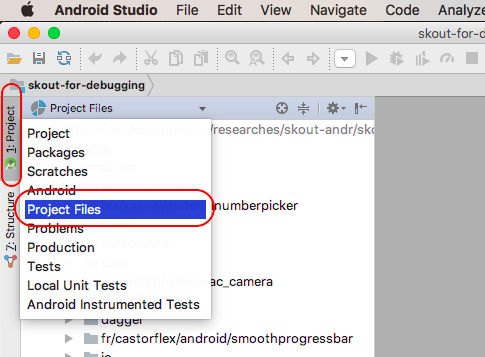 Android Studio File Edit View Navigate Code Analyze
skout-for-d
skout-for-debugging
1: Project
Z: Structure
Project Files
/researches/skout-andr/sko
Project
Packages
Scratches
Android
Project Files
numberpicker
Problems
Production
Tests
ac_camera
Local Unit Tests
Android Instrumented Tests
dagger
fr/castorflex/android/smoothprogressbar
io